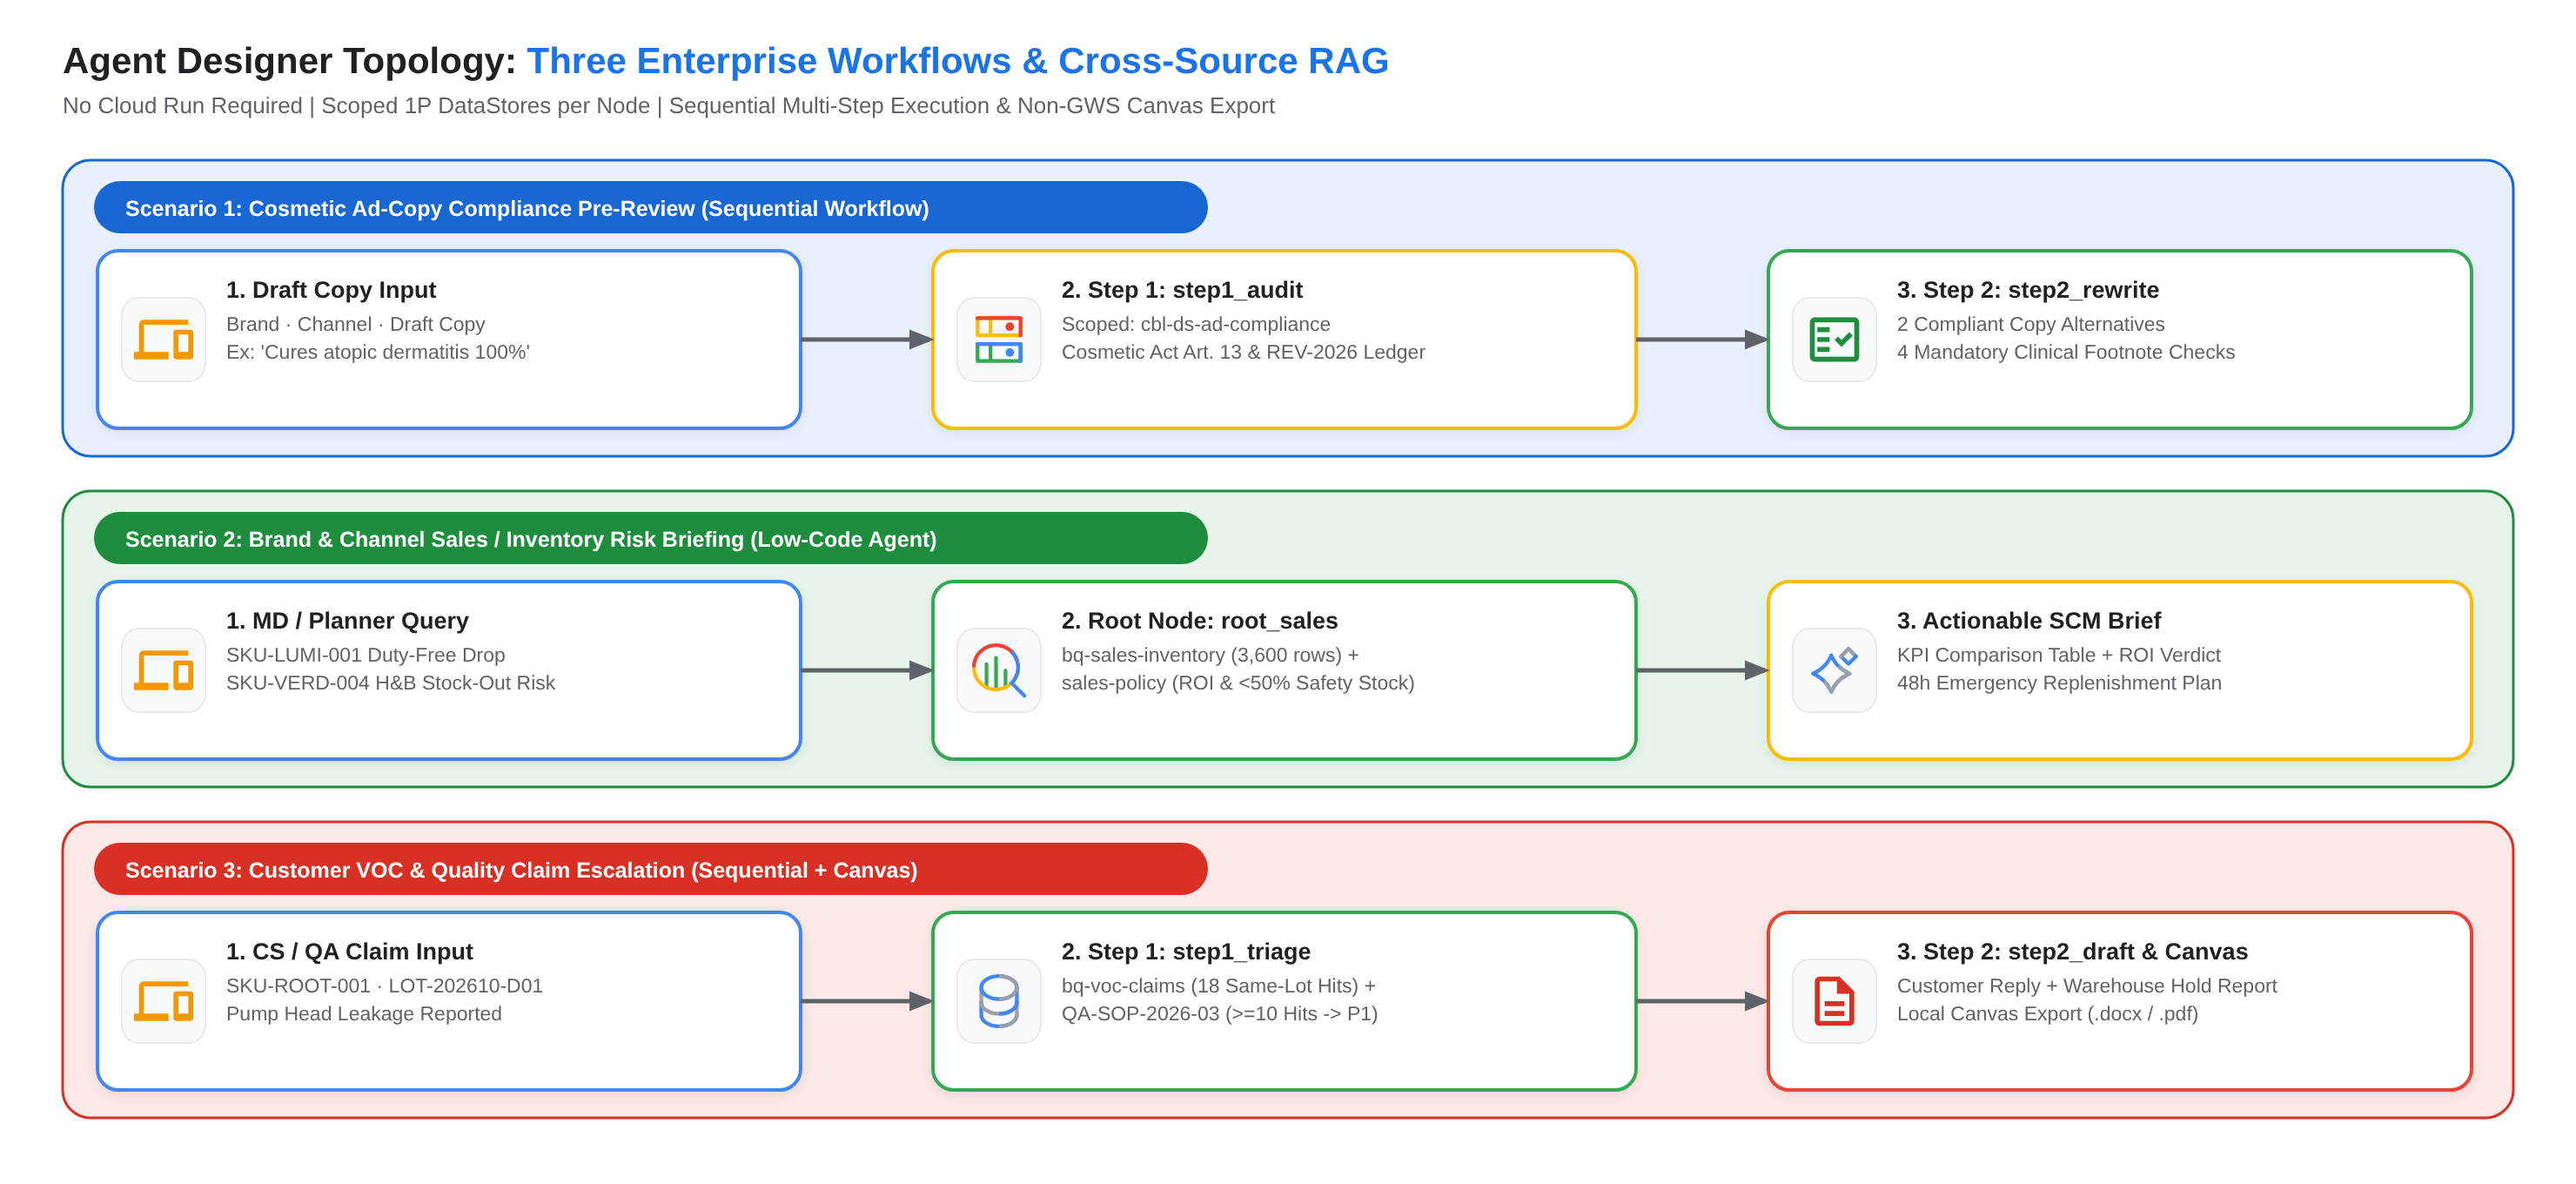 Agent Designer Topology: Three Enterprise Workflows & Cross-Source RAG
No Cloud Run Required | Scoped 1P DataStores per Node | Sequential Multi-Step Execution & Non-GWS Canvas Export
Scenario 1: Cosmetic Ad-Copy Compliance Pre-Review (Sequential Workflow)
1. Draft Copy Input
Brand · Channel · Draft Copy
Ex: 'Cures atopic dermatitis 100%'
2. Step 1: step1_audit
Scoped: cbl-ds-ad-compliance
Cosmetic Act Art. 13 & REV-2026 Ledger
3. Step 2: step2_rewrite
2 Compliant Copy Alternatives
4 Mandatory Clinical Footnote Checks
Scenario 2: Brand & Channel Sales / Inventory Risk Briefing (Low-Code Agent)
1. MD / Planner Query
SKU-LUMI-001 Duty-Free Drop
SKU-VERD-004 H&B Stock-Out Risk
2. Root Node: root_sales
bq-sales-inventory (3,600 rows) +
sales-policy (ROI & <50% Safety Stock)
3. Actionable SCM Brief
KPI Comparison Table + ROI Verdict
48h Emergency Replenishment Plan
Scenario 3: Customer VOC & Quality Claim Escalation (Sequential + Canvas)
1. CS / QA Claim Input
SKU-ROOT-001 · LOT-202610-D01
Pump Head Leakage Reported
2. Step 1: step1_triage
bq-voc-claims (18 Same-Lot Hits) +
QA-SOP-2026-03 (>=10 Hits -> P1)
3. Step 2: step2_draft & Canvas
Customer Reply + Warehouse Hold Report
Local Canvas Export (.docx / .pdf)